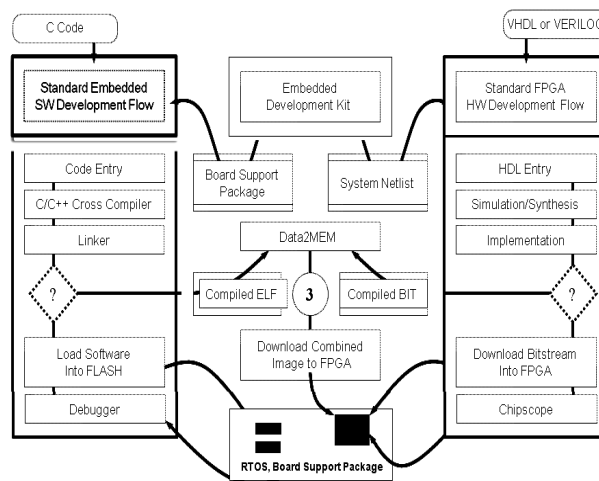 C Code
VHDL or VERILOG
Standard Embedded
SW Development Flow
Embedded
Development Kit
Standard FPGA
HW Development Flow
Code Entry
Board Support
Package
System Netlist
HDL Entry
C/C++ Cross Compiler
Simulation/Synthesis
Linker
Data2MEM
Implementation
?
Compiled ELF
3
Compiled BIT
?
Load Software
Into FLASH
Download Combined
Image to FPGA
Download Bitstream
Into FPGA
Debugger
Chipscope
RTOS, Board Support Package